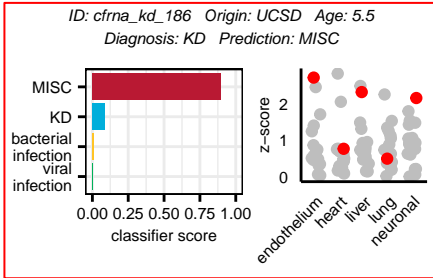 ID: cfrna_kd_186 Origin: UCSD Age: 5.5
Diagnosis: KD Prediction: MISC
MISC
KD
bacterial
infection
viral
infection
0.00 0.25 0.50 0.75 1.00
classifier score
z−score
2
1
0
endothelium
heart
liver
lung
neuronal